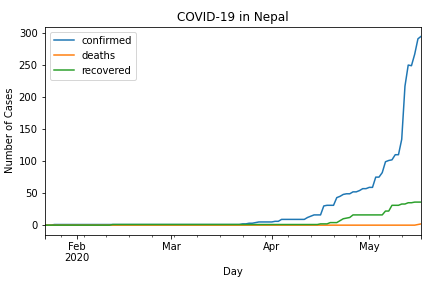 COVID-19 in Nepal
confirmed
deaths
recovered
Number of Cases
300
250
200
150
100
50
0
Feb
2020
Mar
Apr
May
Day